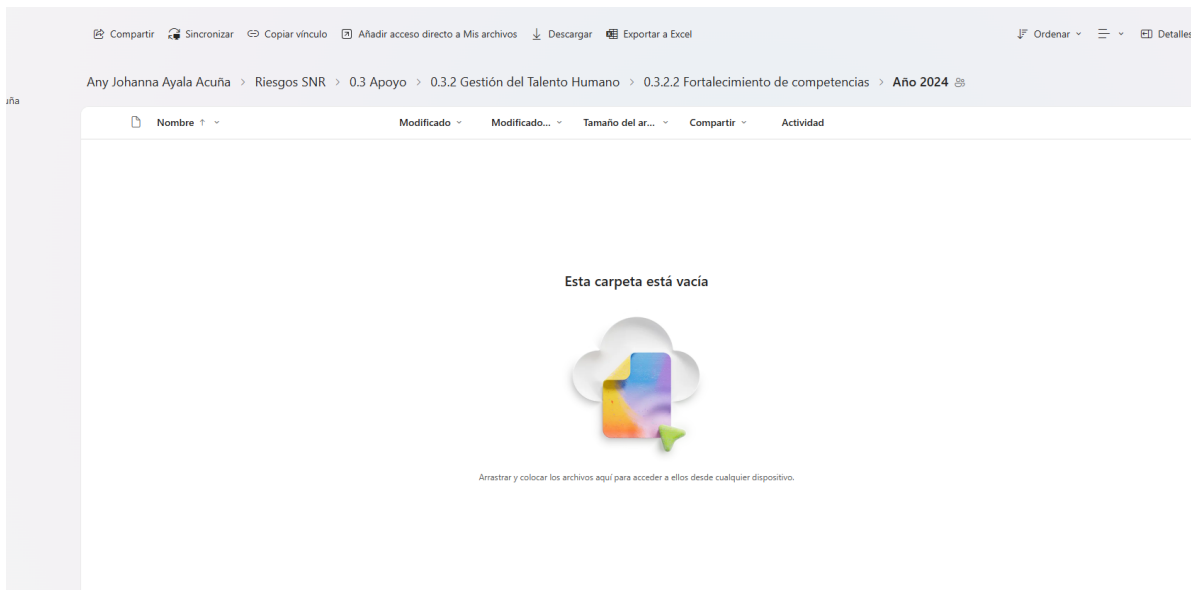 Compartir Sincronizar Copiar vínculo Añadir acceso directo a Mis archivos Descargar Exportar a Excel Ordenar Detalles
Any Johanna Ayala Acuña > Riesgos SNR > 0.3 Apoyo > 0.3.2 Gestión del Talento Humano > 0.3.2.2 Fortalecimiento de competencias > Año 2024
uña
Nombre Modificado Modificado... Tamaño del ar... Compartir Actividad
Esta carpeta está vacía
Arrastrar y colocar los archivos aquí para acceder a ellos desde cualquier dispositivo.